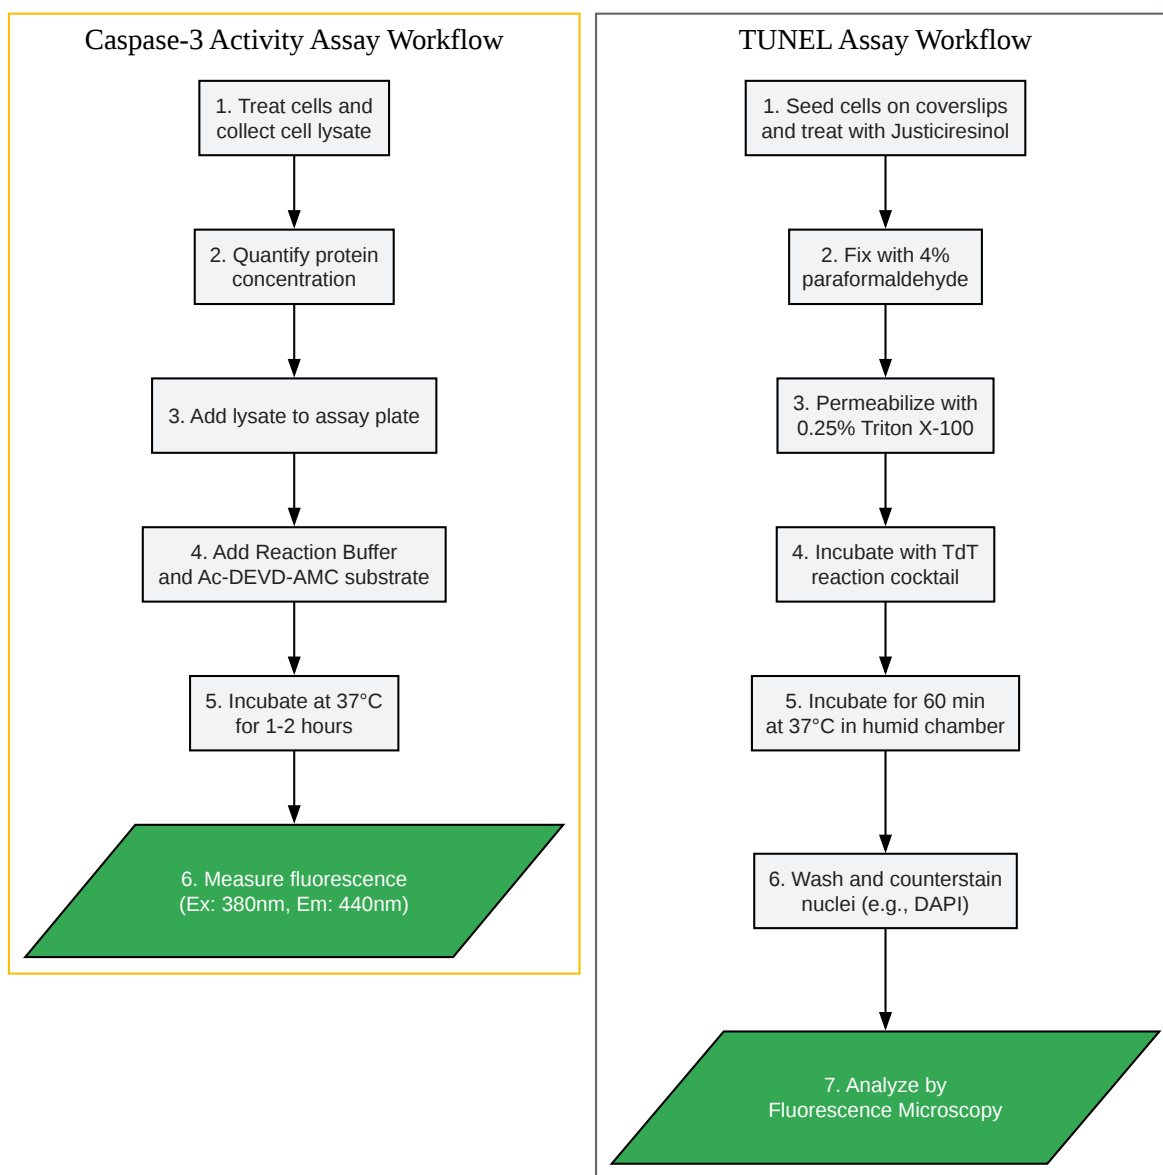 Caspase-3 Activity Assay Workflow
1. Treat cells and
collect cell lysate
2. Quantify protein
concentration
3. Add lysate to assay plate
4. Add Reaction Buffer
and Ac-DEVD-AMC substrate
5. Incubate at 37°C
for 1-2 hours
6. Measure fluorescence
(Ex: 380nm, Em: 440nm)
TUNEL Assay Workflow
1. Seed cells on coverslips
and treat with Justiciresinol
2. Fix with 4%
paraformaldehyde
3. Permeabilize with
0.25% Triton X-100
4. Incubate with TdT
reaction cocktail
5. Incubate for 60 min
at 37°C in humid chamber
6. Wash and counterstain
nuclei (e.g., DAPI)
7. Analyze by
Fluorescence Microscopy